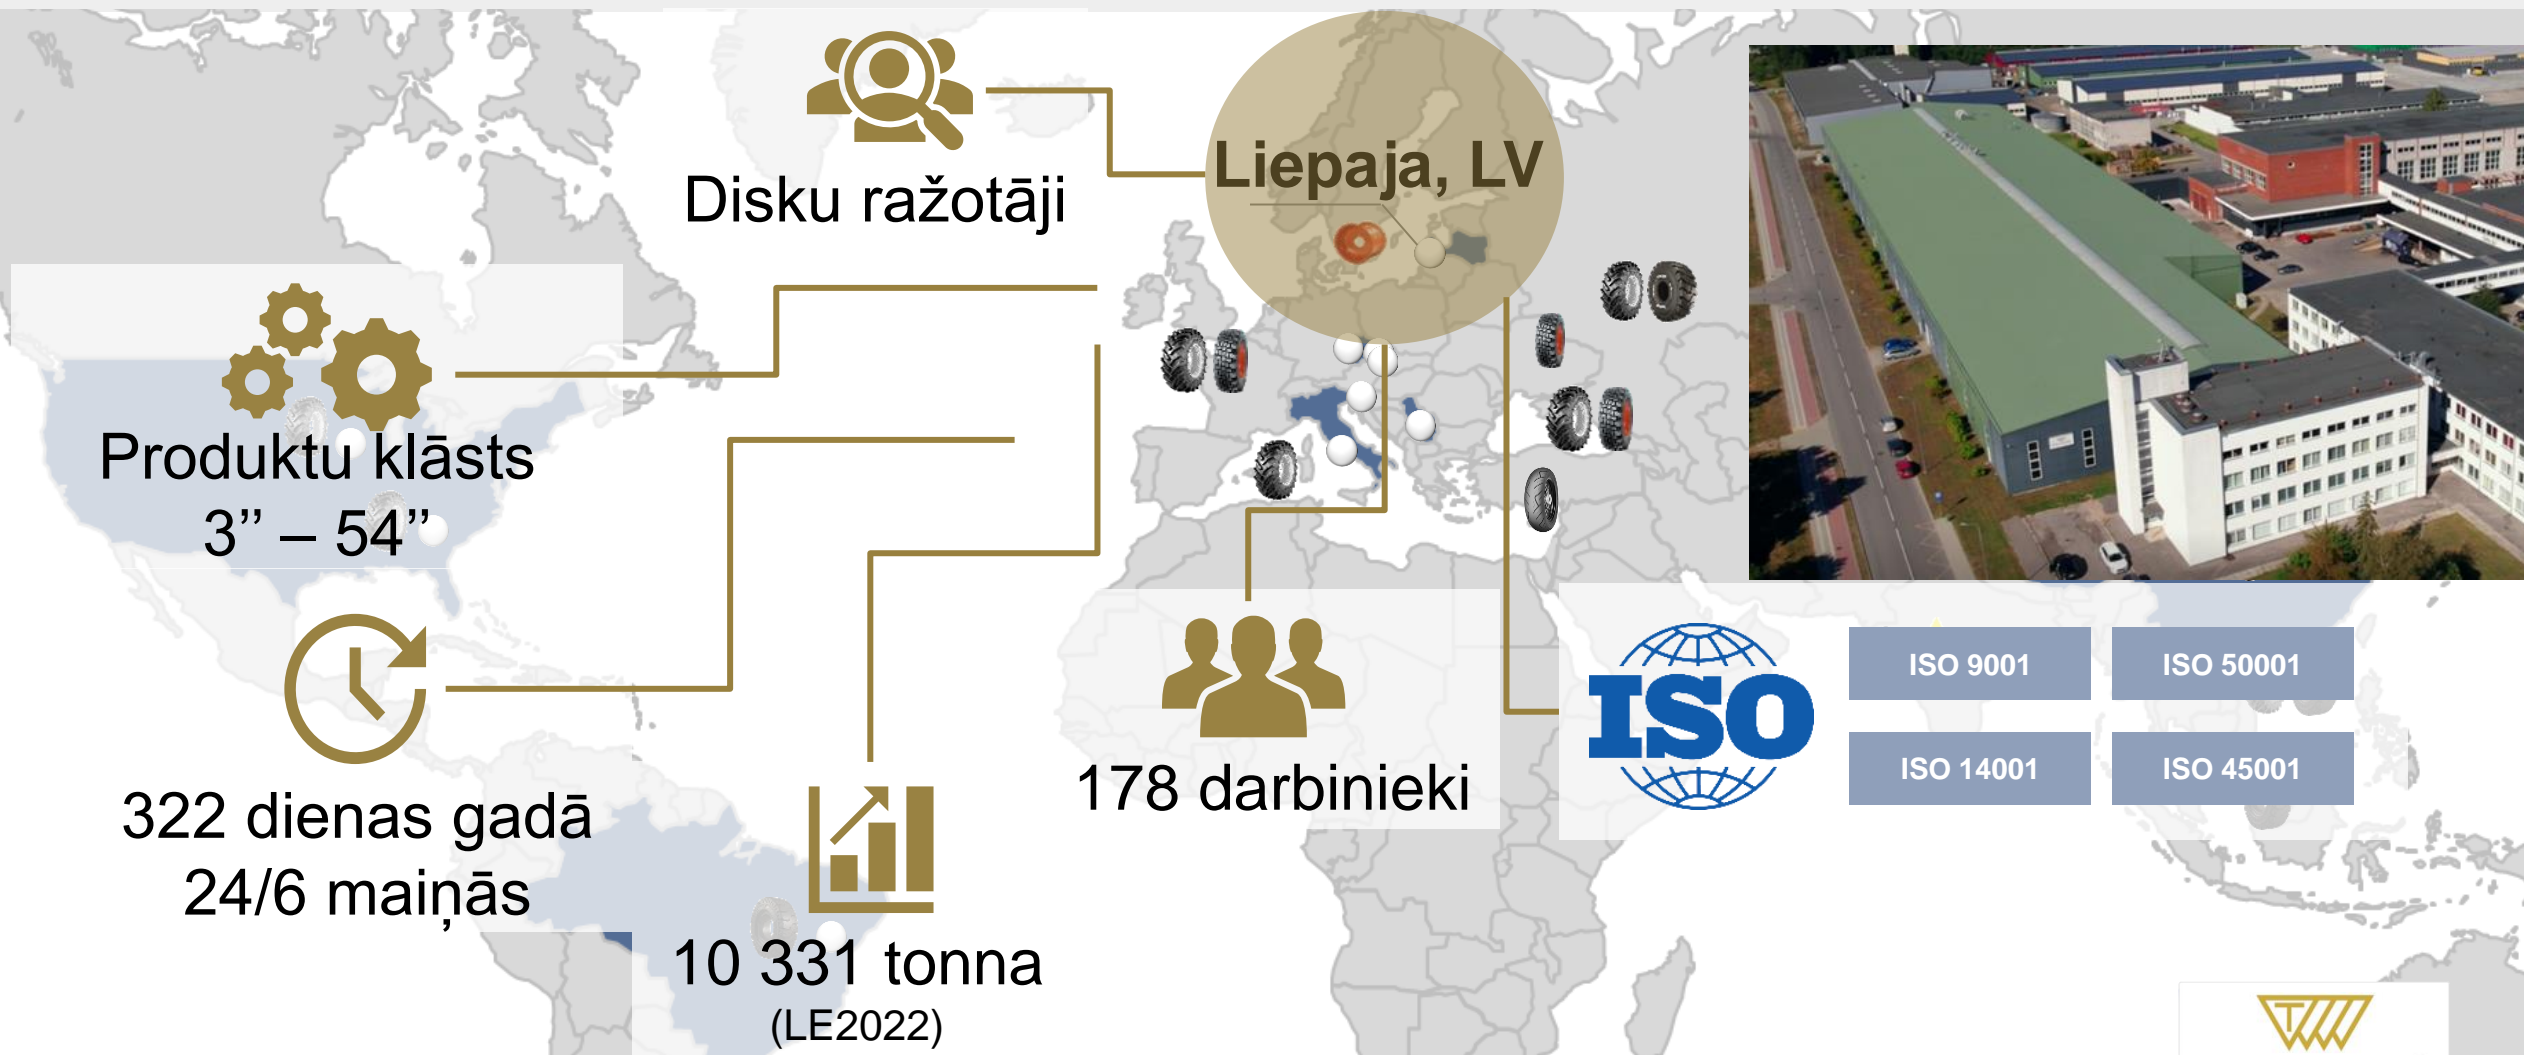 Disku ražotāji
Liepaja, LV
Produktu klāsts
3’’ – 54’’
322 dienas gadā
24/6 maiņās
10 331 tonna
(LE2022)
178 darbinieki
ISO
ISO 9001
ISO 50001
ISO 14001
ISO 45001
TW